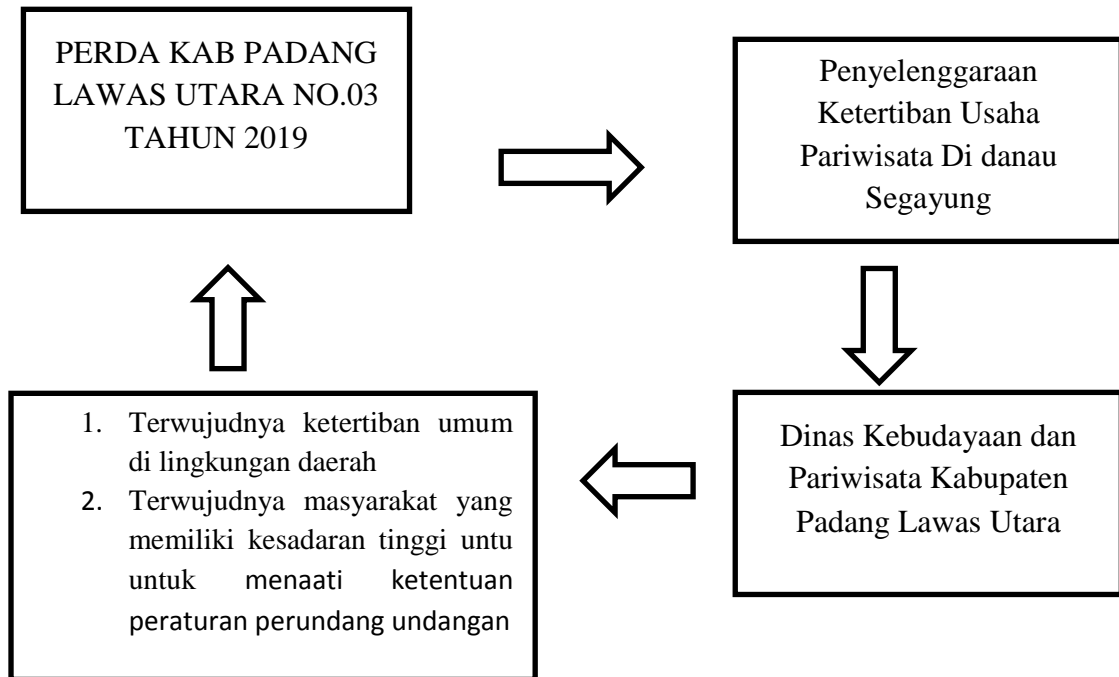 PERDA KAB PADANG
LAWAS UTARA NO.03
TAHUN 2019
Penyelenggaraan
Ketertiban Usaha
Pariwisata Di danau
Segayung
Dinas Kebudayaan dan
Pariwisata Kabupaten
Padang Lawas Utara
1. Terwujudnya ketertiban umum
di lingkungan daerah
2. Terwujudnya masyarakat yang
memiliki kesadaran tinggi untu
untuk menaati ketentuan
peraturan perundang undangan